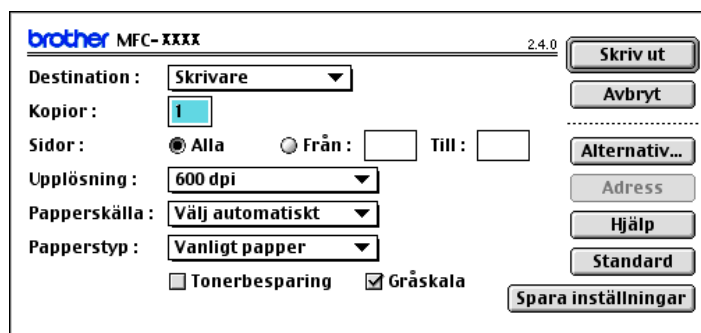 brother MFC-XXXX 2.4.0
Skriv ut
Destination : Skrivare
Avbryt
Kopior : 1
Sidor : Alla Från : Till :
Alternativ...
Upplösning : 600 dpi
Adress
Papperskälla : Välj automatiskt
Hjälp
Papperstyp : Vanligt papper
Standard
Tonerbesparing Gråskala
Spara inställningar